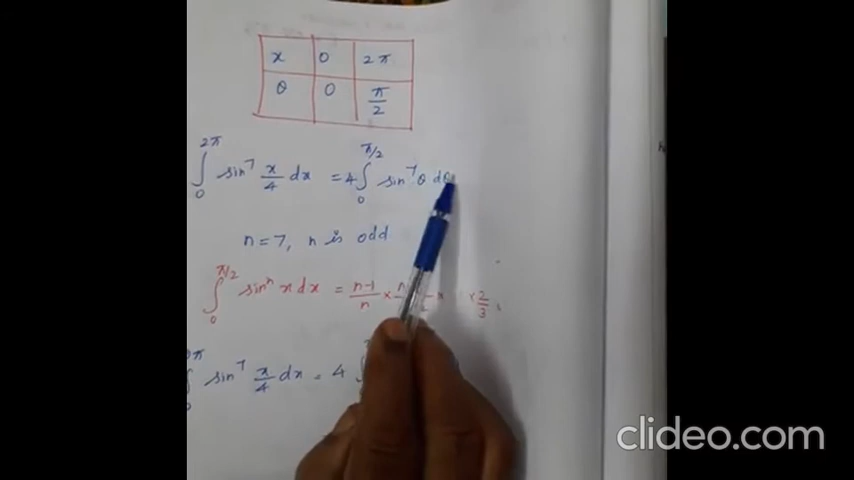 x 0 2π
θ 0 π/2
∫₀^2π sin⁷ x/4 dx = 4 ∫₀^π/2 sin⁷ θ dθ
n = 7, n is odd
∫₀^π/2 sinⁿ x dx = n-1/n × × 2/3
sin⁷ x/4 dx = 4 ∫
clideo.com